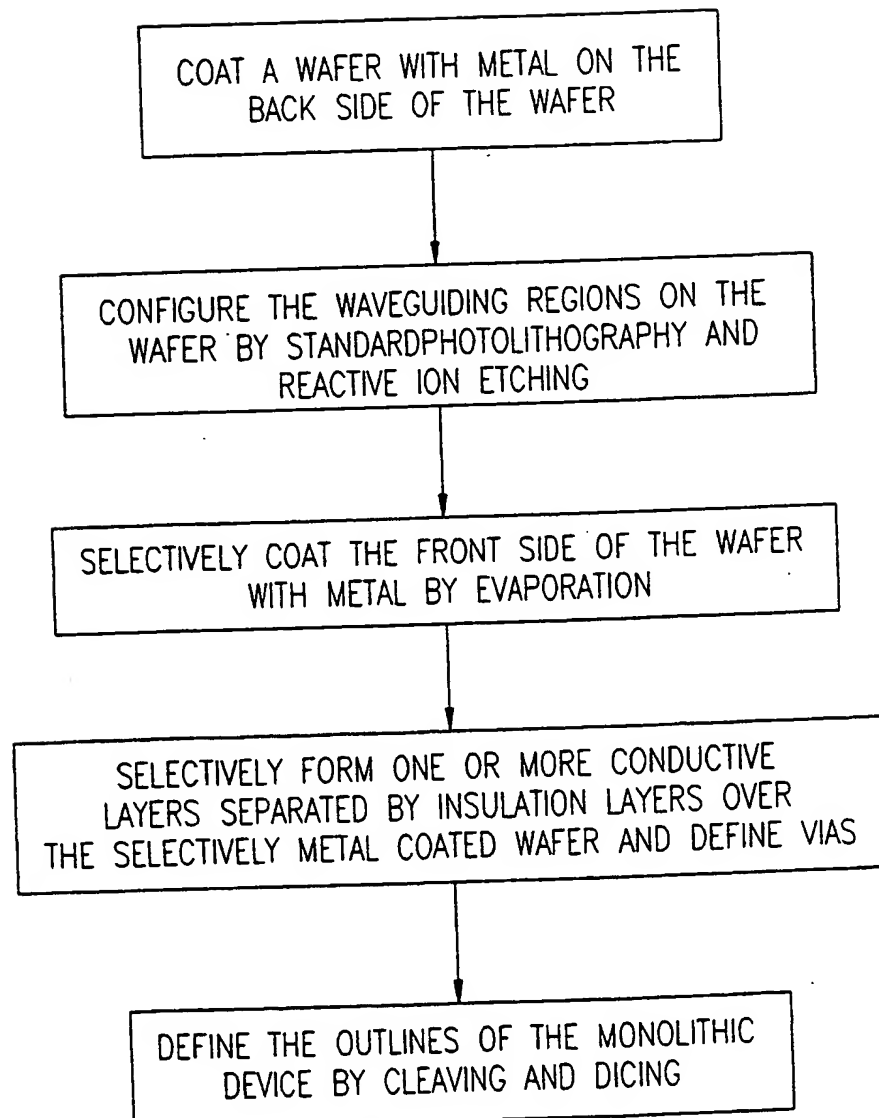 COAT A WAFER WITH METAL ON THE
BACK SIDE OF THE WAFER
CONFIGURE THE WAVEGUIDING REGIONS ON THE
WAFER BY STANDARDPHOTOLITHOGRAPHY AND
REACTIVE ION ETCHING
SELECTIVELY COAT THE FRONT SIDE OF THE WAFER
WITH METAL BY EVAPORATION
SELECTIVELY FORM ONE OR MORE CONDUCTIVE
LAYERS SEPARATED BY INSULATION LAYERS OVER
THE SELECTIVELY METAL COATED WAFER AND DEFINE VIAS
DEFINE THE OUTLINES OF THE MONOLITHIC
DEVICE BY CLEAVING AND DICING